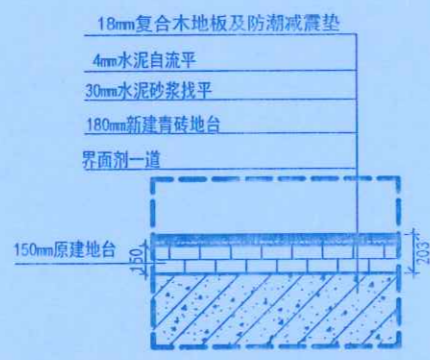 18mm复合木地板及防潮减震垫
4mm水泥自流平
30mm水泥砂浆找平
180mm新建青砖地台
界面剂一道
150mm原建地台
150
203